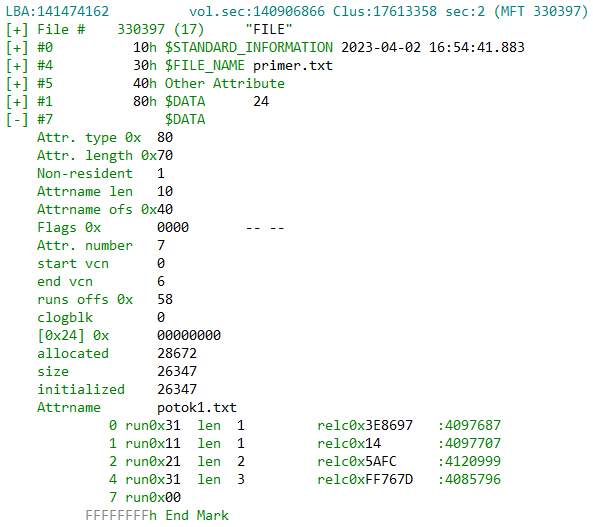 LBA:141474162 vol.sec:140906866 Clus:17613358 sec:2 (MFT 330397)
[+] File # 330397 (17) "FILE"
[+] #0 10h $STANDARD_INFORMATION 2023-04-02 16:54:41.883
[+] #4 30h $FILE_NAME primer.txt
[+] #5 40h Other Attribute
[+] #1 80h $DATA 24
[-] #7 $DATA
Attr. type 0x 80
Attr. length 0x70
Non-resident 1
Attrname len 10
Attrname ofs 0x40
Flags 0x 0000 -- --
Attr. number 7
start vcn 0
end vcn 6
runs offs 0x 58
clogblk 0
[0x24] 0x 00000000
allocated 28672
size 26347
initialized 26347
Attrname potok1.txt
0 run0x31 len 1 relc0x3E8697 :4097687
1 run0x11 len 1 relc0x14 :4097707
2 run0x21 len 2 relc0x5AFC :4120999
4 run0x31 len 3 relc0xFF767D :4085796
7 run0x00
FFFFFFFFh End Mark